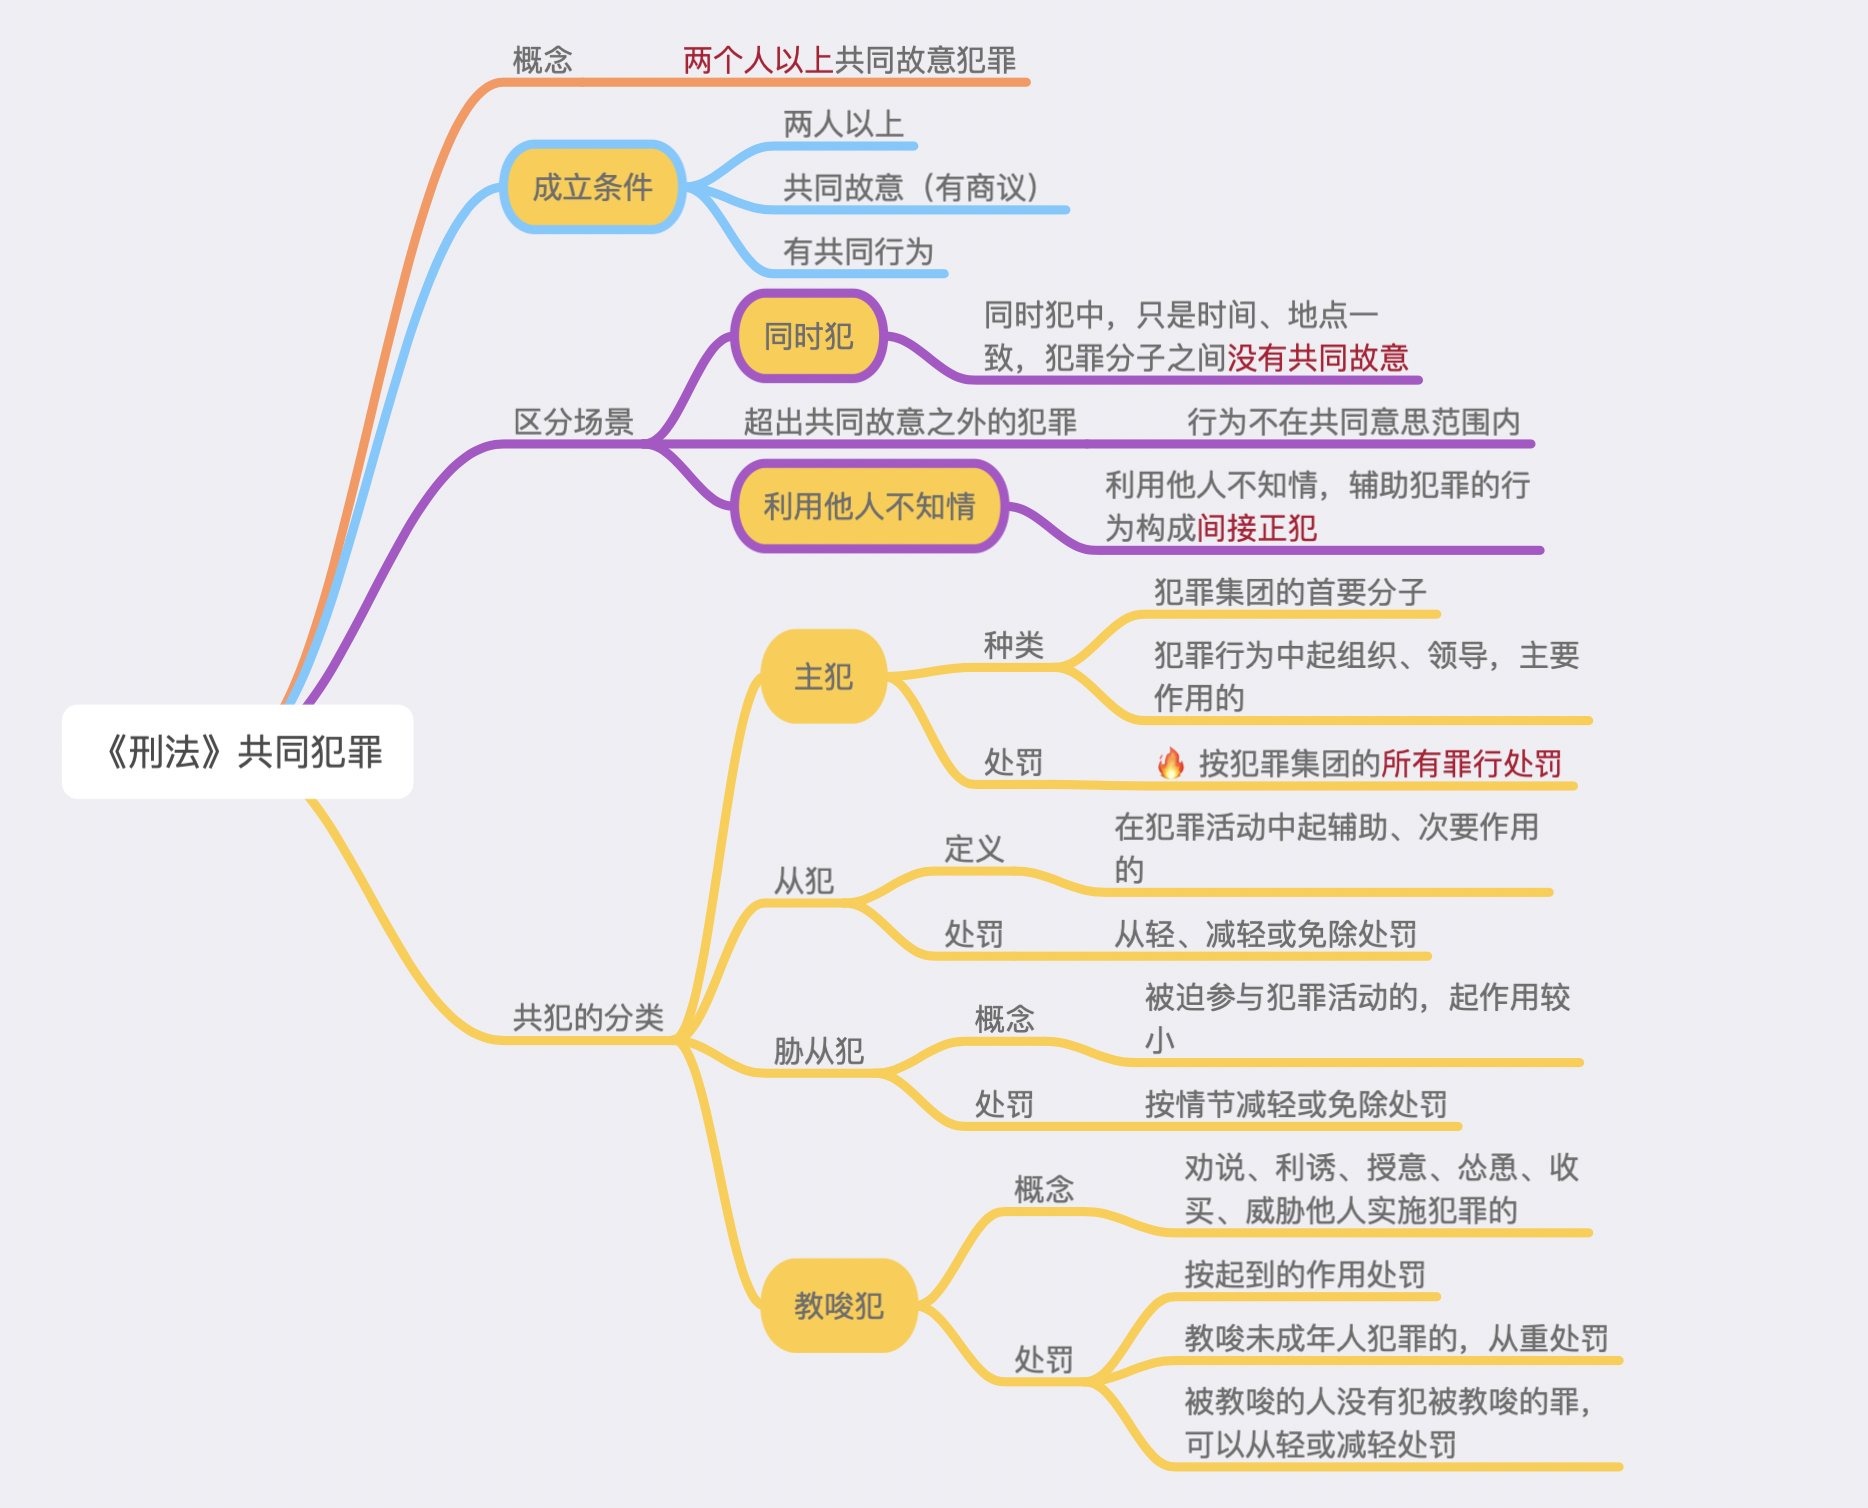 概念
两个人以上共同故意犯罪
成立条件
两人以上
共同故意（有商议）
有共同行为
区分场景
同时犯
同时犯中，只是时间、地点一
致，犯罪分子之间没有共同故意
超出共同故意之外的犯罪
行为不在共同意思范围内
利用他人不知情
利用他人不知情，辅助犯罪的行
为构成间接正犯
《刑法》共同犯罪
共犯的分类
主犯
种类
犯罪集团的首要分子
犯罪行为中起组织、领导，主要
作用的
处罚
🔥 按犯罪集团的所有罪行处罚
从犯
定义
在犯罪活动中起辅助、次要作用
的
处罚
从轻、减轻或免除处罚
胁从犯
概念
被迫参与犯罪活动的，起作用较
小
处罚
按情节减轻或免除处罚
教唆犯
概念
劝说、利诱、授意、怂恿、收
买、威胁他人实施犯罪的
处罚
按起到的作用处罚
教唆未成年人犯罪的，从重处罚
被教唆的人没有犯被教唆的罪，
可以从轻或减轻处罚